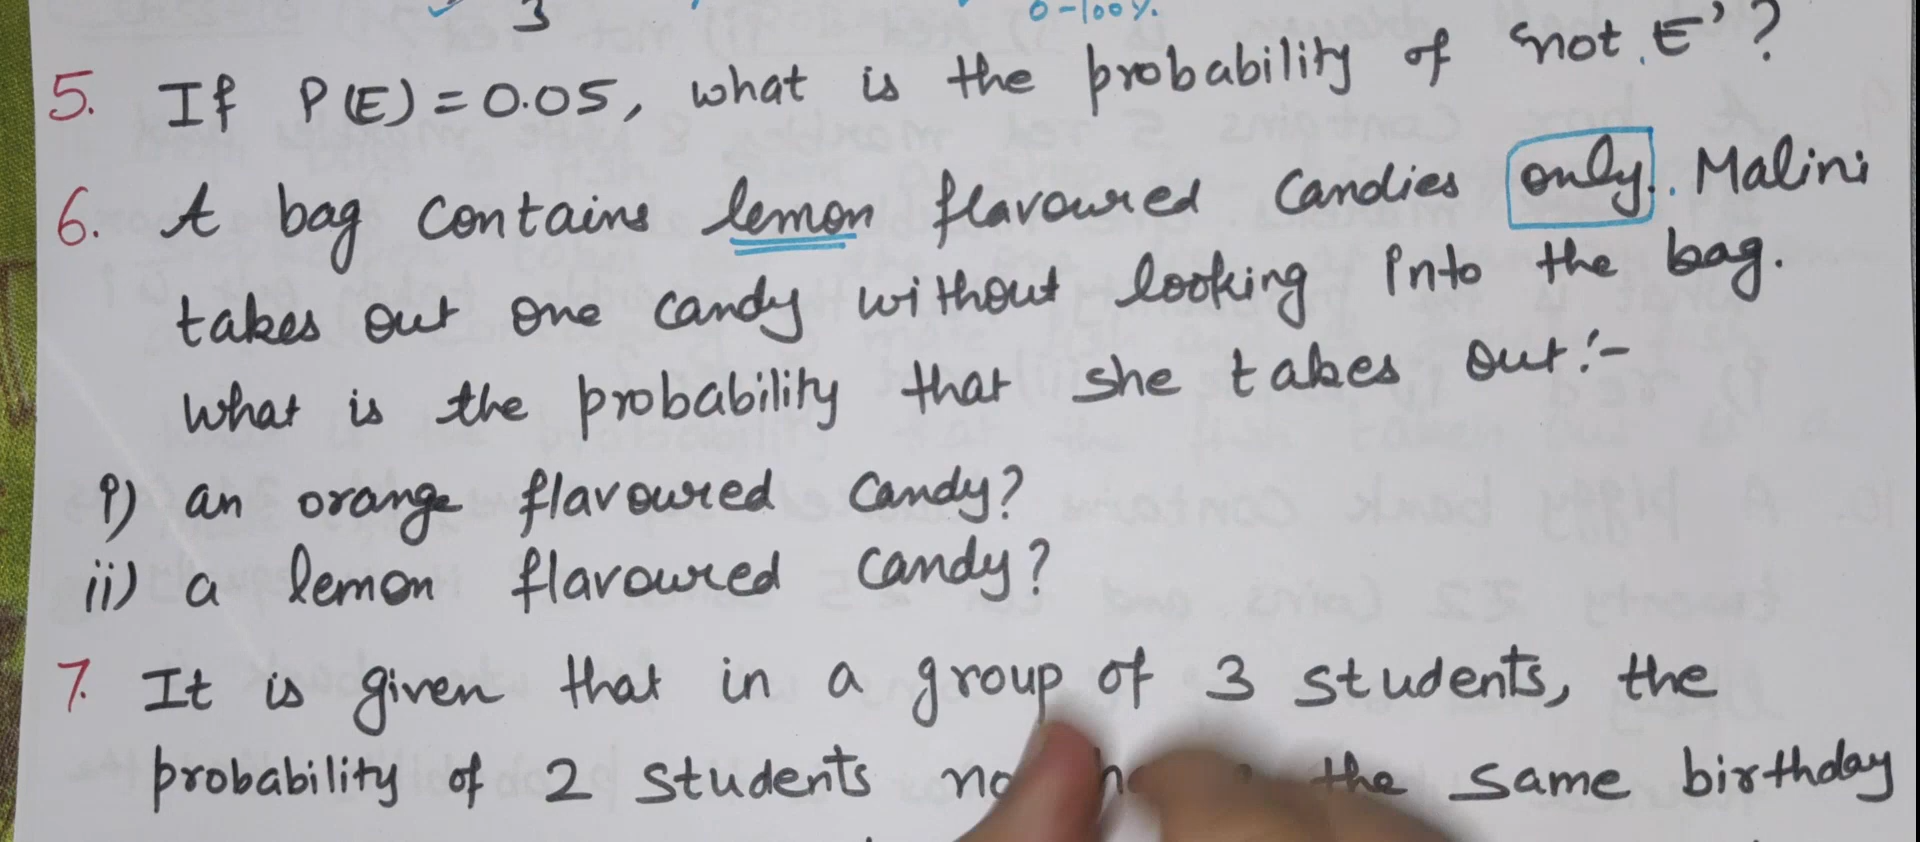 3
0-100%.
5. If P(E) = 0.05, what is the probability of 'not E'?
6. A bag contains lemon flavoured candies only. Malini
takes out one candy without looking into the bag.
What is the probability that she takes out:-
i) an orange flavoured candy?
ii) a lemon flavoured candy?
7. It is given that in a group of 3 students, the
probability of 2 students the same birthday